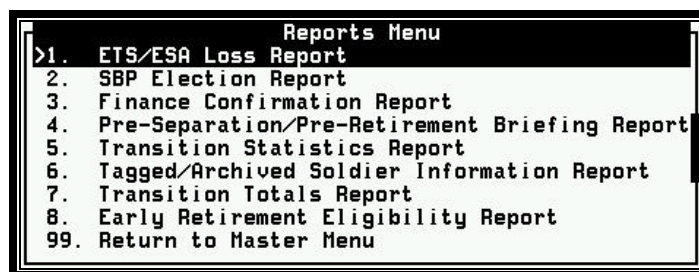 Reports Menu
>1. ETS/ESA Loss Report
2. SBP Election Report
3. Finance Confirmation Report
4. Pre-Separation/Pre-Retirement Briefing Report
5. Transition Statistics Report
6. Tagged/Archived Soldier Information Report
7. Transition Totals Report
8. Early Retirement Eligibility Report
99. Return to Master Menu